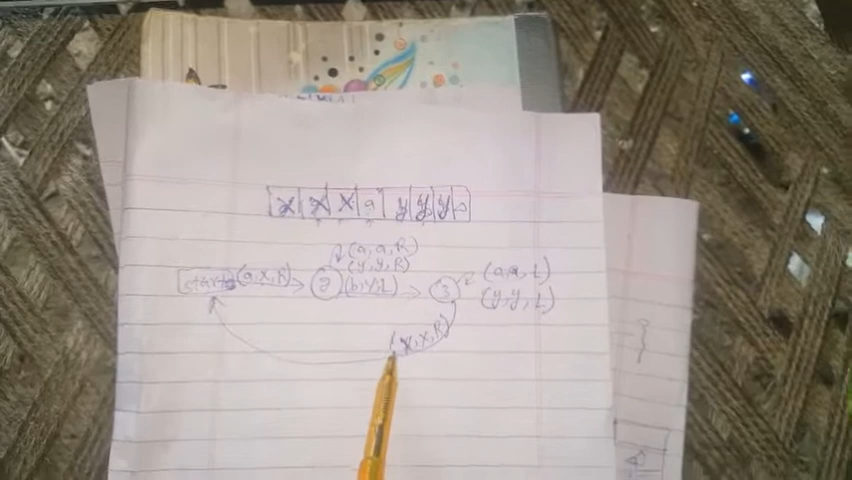 x x x a y y y b
(a,a,R)
(y,y,R)
start (a,x,R) 2 (b,y,L) 3 (a,a,L)
(y,y,L)
(x,x,R)